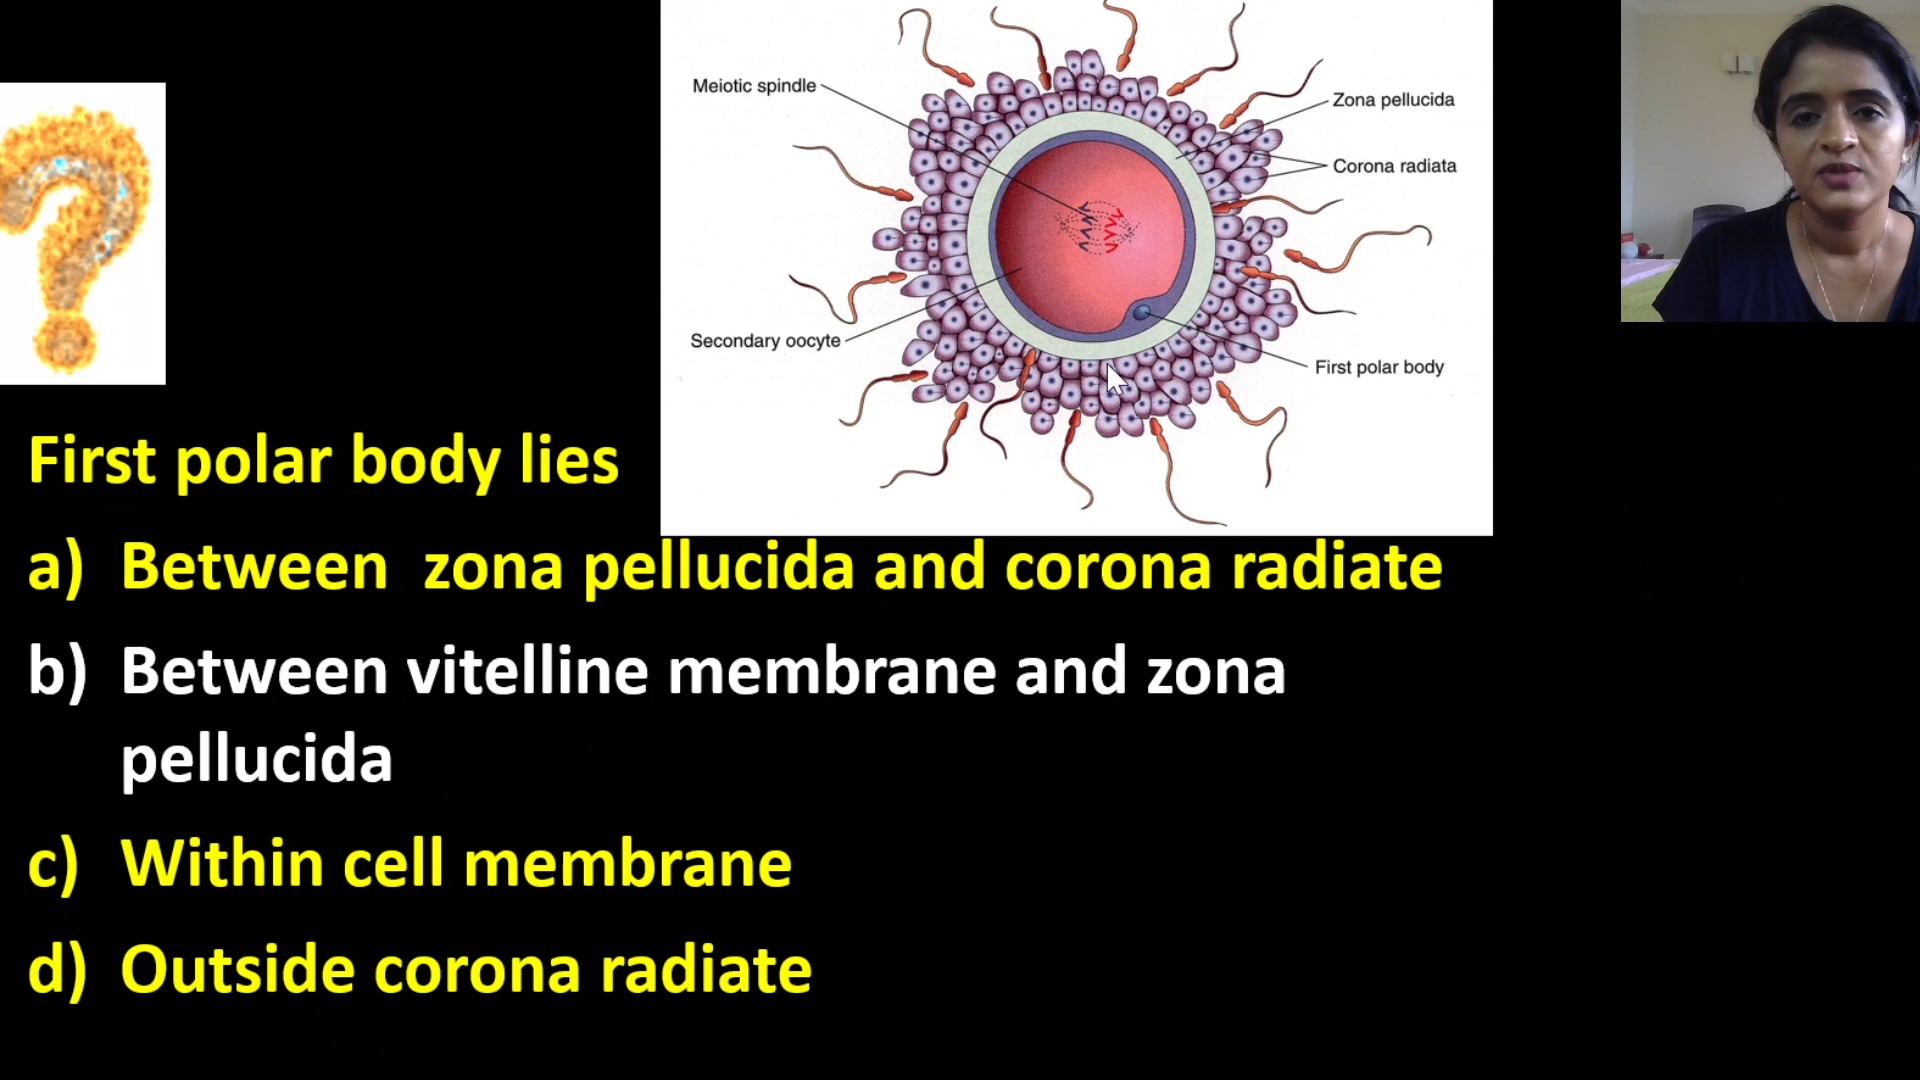 Meiotic spindle
Zona pellucida
Corona radiata
Secondary oocyte
First polar body
First polar body lies
a) Between zona pellucida and corona radiate
b) Between vitelline membrane and zona
pellucida
c) Within cell membrane
d) Outside corona radiate